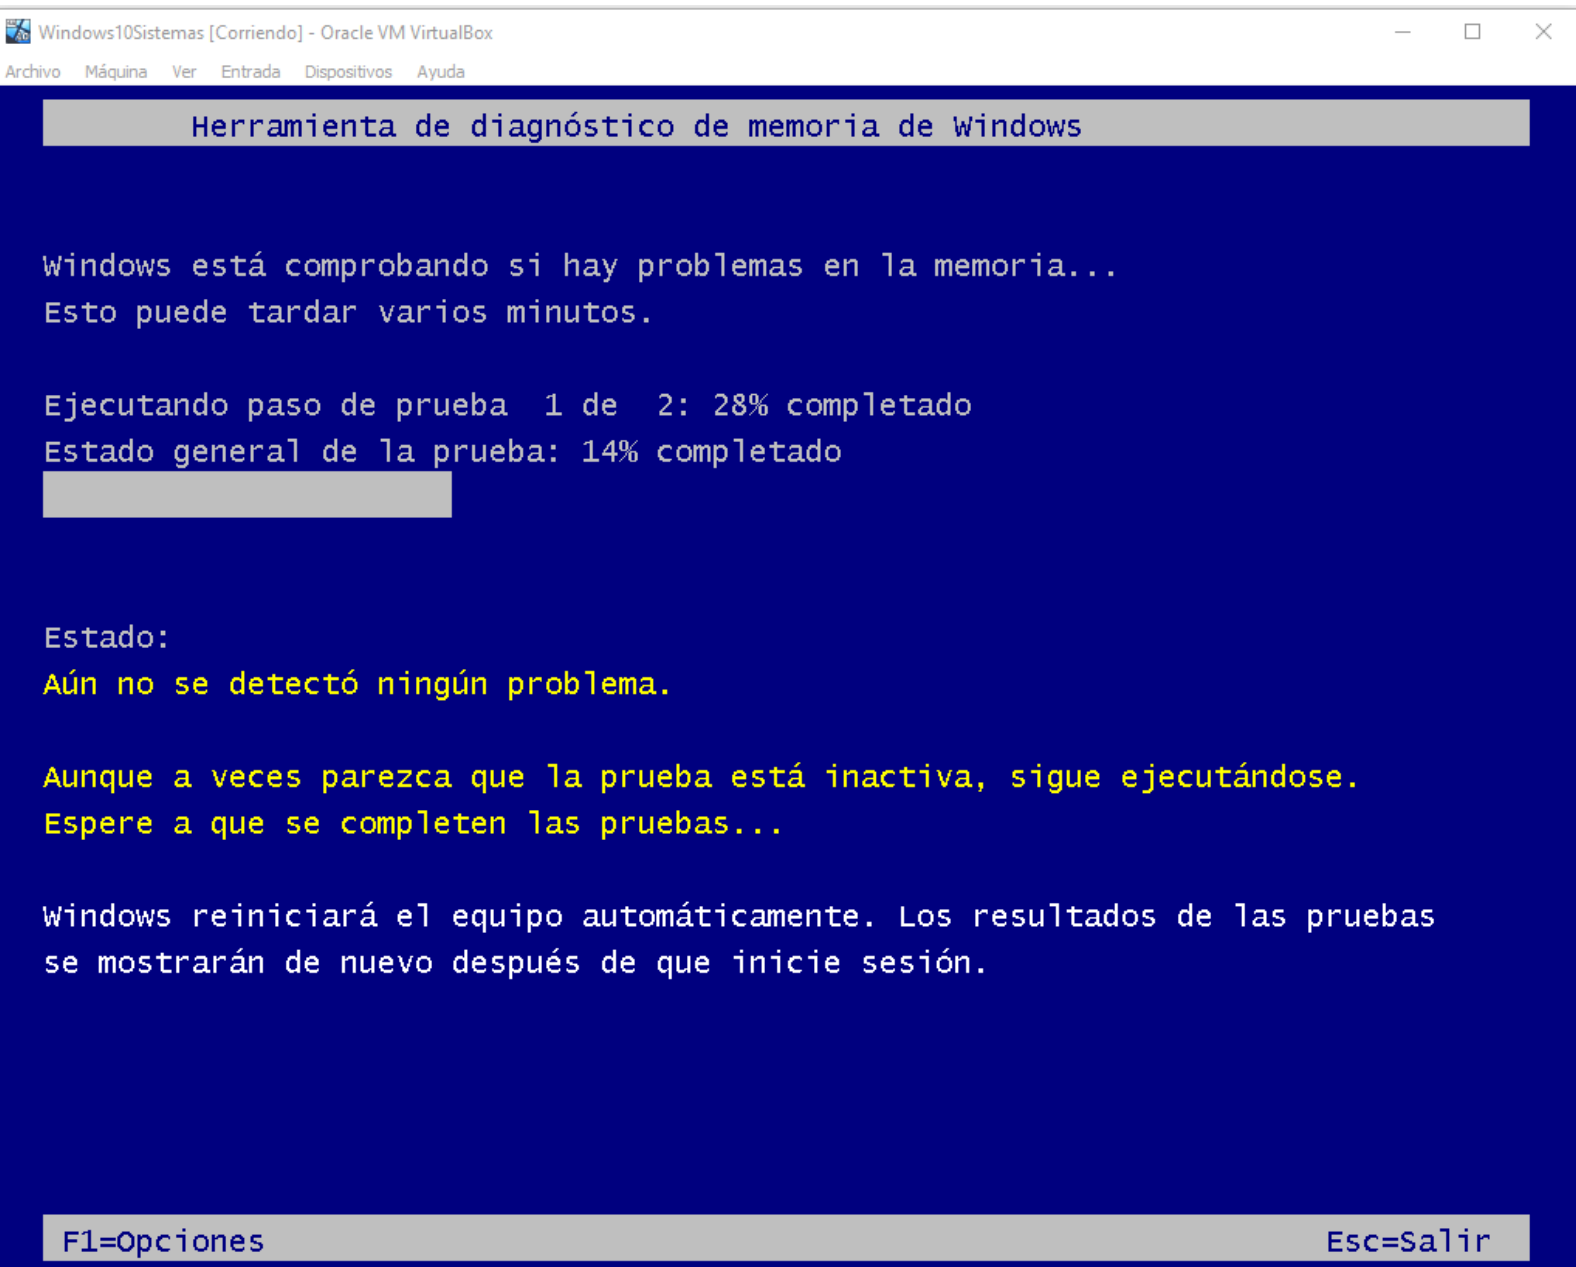 Windows10Sistemas [Corriendo] - Oracle VM VirtualBox
Archivo Máquina Ver Entrada Dispositivos Ayuda
Herramienta de diagnóstico de memoria de Windows
Windows está comprobando si hay problemas en la memoria...
Esto puede tardar varios minutos.
Ejecutando paso de prueba  1 de  2: 28% completado
Estado general de la prueba: 14% completado
Estado:
Aún no se detectó ningún problema.
Aunque a veces parezca que la prueba está inactiva, sigue ejecutándose.
Espere a que se completen las pruebas...
Windows reiniciará el equipo automáticamente. Los resultados de las pruebas
se mostrarán de nuevo después de que inicie sesión.
F1=Opciones Esc=Salir